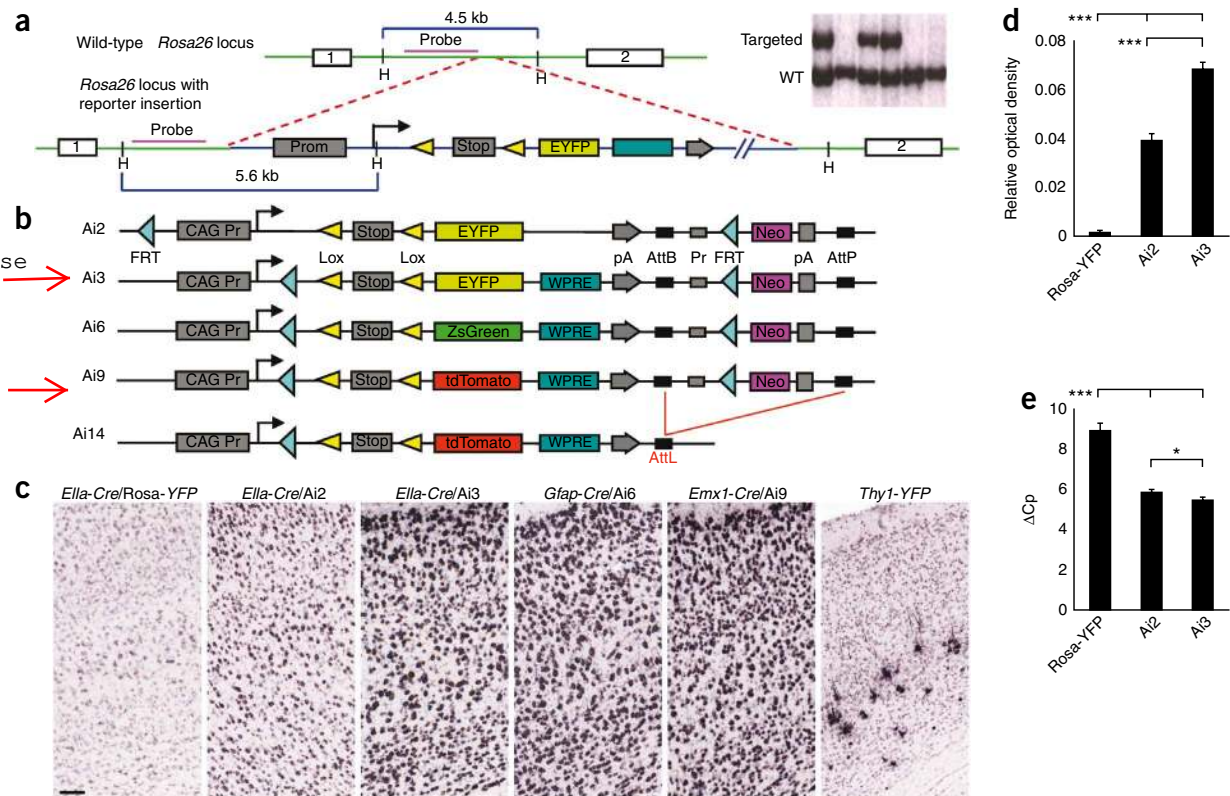 a
4.5 kb
Wild-type Rosa26 locus
Probe
1
H
H
2
Rosa26 locus with
reporter insertion
Probe
1
H
Prom
H
Stop
EYFP
H
2
5.6 kb
Targeted
WT
b
Ai2
CAG Pr
Stop
EYFP
Neo
FRT
Lox
Lox
pA
AttB
Pr
FRT
pA
AttP
se
Ai3
CAG Pr
Stop
EYFP
WPRE
Neo
Ai6
CAG Pr
Stop
ZsGreen
WPRE
Neo
Ai9
CAG Pr
Stop
tdTomato
WPRE
Neo
Ai14
CAG Pr
Stop
tdTomato
WPRE
AttL
c
EIIa-Cre/Rosa-YFP
EIIa-Cre/Ai2
EIIa-Cre/Ai3
Gfap-Cre/Ai6
Emx1-Cre/Ai9
Thy1-YFP
d
***
***
0.08
0.06
0.04
0.02
0
Relative optical density
Rosa-YFP
Ai2
Ai3
e
***
*
10
8
6
4
2
0
ΔCp
Rosa-YFP
Ai2
Ai3